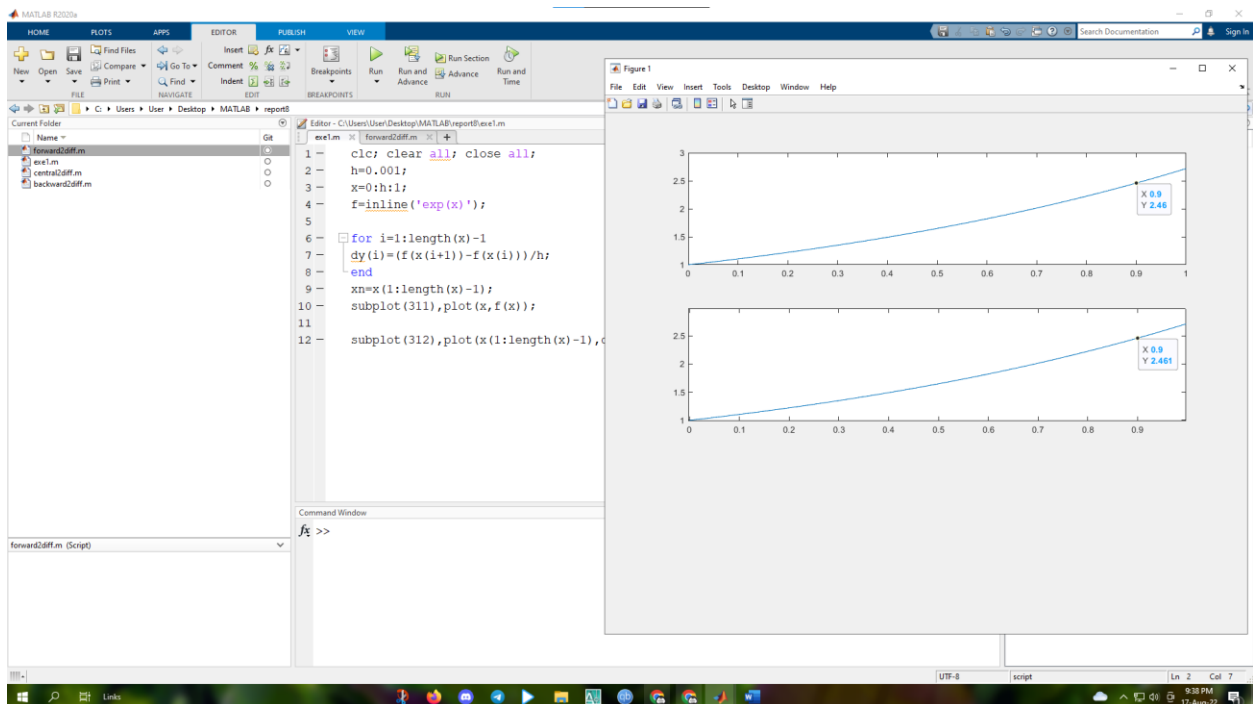 MATLAB R2020a
HOME PLOTS APPS EDITOR PUBLISH VIEW Search Documentation Sign In
Find Files Insert fx
New Open Save Compare Go To Comment % Breakpoints Run Run and Advance Run Section Advance Run and Time
Print Find Indent
FILE NAVIGATE EDIT BREAKPOINTS RUN
C: Users User Desktop MATLAB report8
Current Folder
Name Git
forward2diff.m
exe1.m
central2diff.m
backward2diff.m
forward2diff.m (Script)
Editor - C:\Users\User\Desktop\MATLAB\report8\exe1.m
exe1.m forward2diff.m +
1 - clc; clear all; close all;
2 - h=0.001;
3 - x=0:h:1;
4 - f=inline('exp(x)');
5
6 - for i=1:length(x)-1
7 - dy(i)=(f(x(i+1))-f(x(i)))/h;
8 - end
9 - xn=x(1:length(x)-1);
10 - subplot(311),plot(x,f(x));
11
12 - subplot(312),plot(x(1:length(x)-1),
Command Window
fx >>
Figure 1
File Edit View Insert Tools Desktop Window Help
3
2.5
2
1.5
1
0 0.1 0.2 0.3 0.4 0.5 0.6 0.7 0.8 0.9 1
X 0.9
Y 2.46
2.5
2
1.5
1
0 0.1 0.2 0.3 0.4 0.5 0.6 0.7 0.8 0.9
X 0.9
Y 2.461
UTF-8 script Ln 2 Col 7
Links
9:38 PM
17-Aug-22